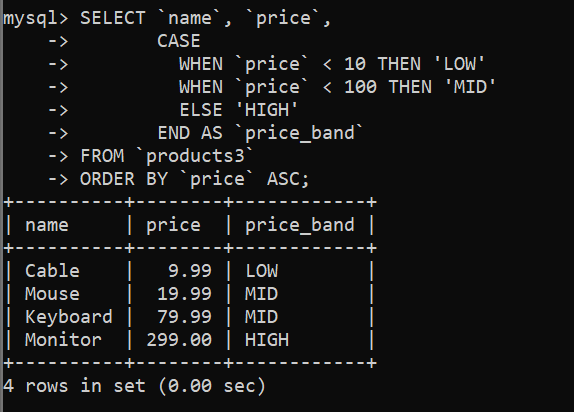 mysql> SELECT `name`, `price`,
    ->        CASE
    ->          WHEN `price` < 10 THEN 'LOW'
    ->          WHEN `price` < 100 THEN 'MID'
    ->          ELSE 'HIGH'
    ->        END AS `price_band`
    -> FROM `products3`
    -> ORDER BY `price` ASC;
+----------+--------+------------+
| name     | price  | price_band |
+----------+--------+------------+
| Cable    |   9.99 | LOW        |
| Mouse    |  19.99 | MID        |
| Keyboard |  79.99 | MID        |
| Monitor  | 299.00 | HIGH       |
+----------+--------+------------+
4 rows in set (0.00 sec)